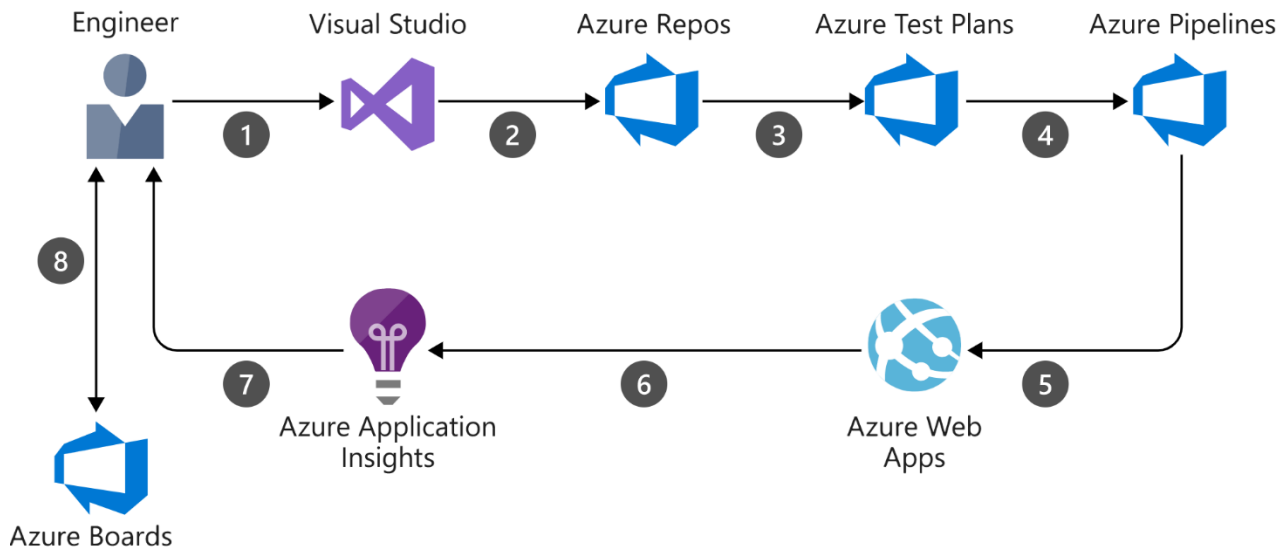 Engineer
Visual Studio
Azure Repos
Azure Test Plans
Azure Pipelines
1
2
3
4
8
7
6
5
Azure Application
Insights
Azure Web
Apps
Azure Boards